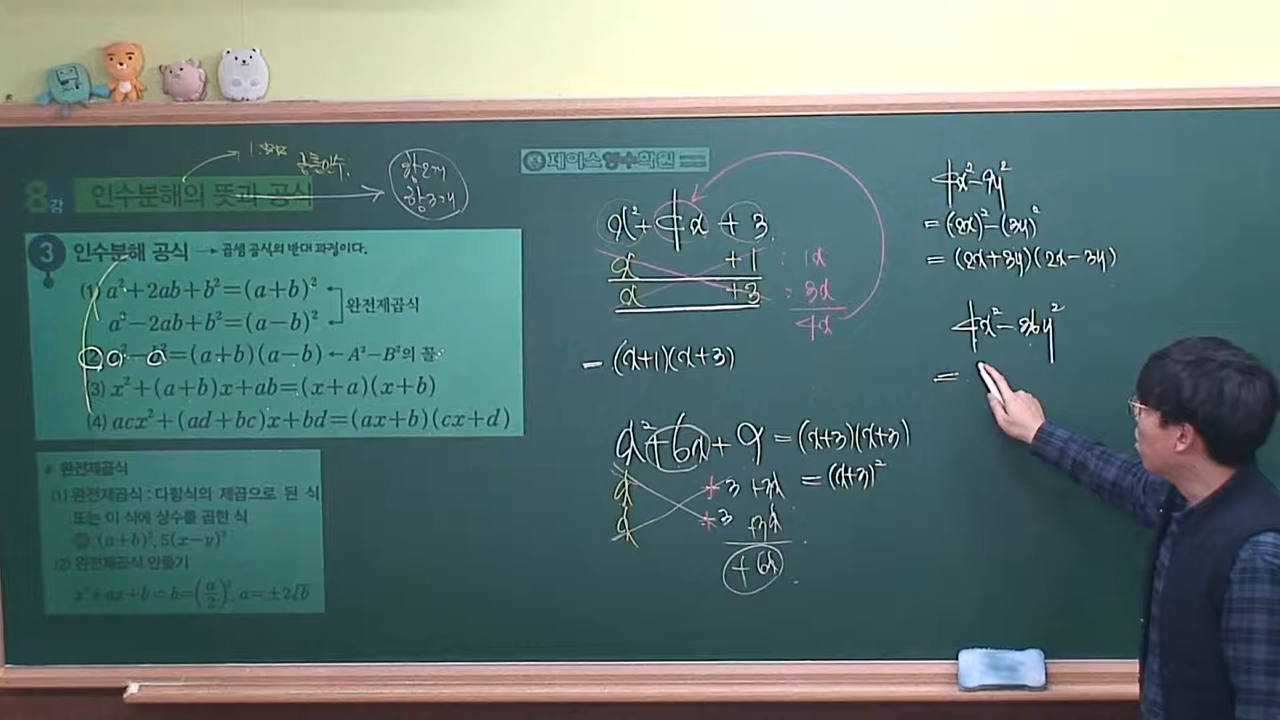 1. 공통인수.
항2개
항3개
8강 인수분해의 뜻과 공식
3 인수분해 공식 → 곱셈 공식의 반대 과정이다.
(1) a²+2ab+b²=(a+b)²
a²-2ab+b²=(a-b)²
완전제곱식
(2) a²-b²=(a+b)(a-b) ← A²-B²의 꼴
(3) x²+(a+b)x+ab=(x+a)(x+b)
(4) acx²+(ad+bc)x+bd=(ax+b)(cx+d)
완전제곱식
(1) 완전제곱식 : 다항식의 제곱으로 된 식
또는 이 식에 상수를 곱한 식
(a+b)², 5(x-y)²
(2) 완전제곱식 만들기
x²+ax+b ⇨ b=(a/2)², a=±2√b
제이스형수학원
x²+4x+3
x +1 : 1x
x +3 : 3x
4x
=(x+1)(x+3)
x²+6x+9=(x+3)(x+3)
=(x+3)²
x +3 +3x
x +3 +3x
+6x
4x²-9y²
=(2x)²-(3y)²
=(2x+3y)(2x-3y)
4x²-36y²
=